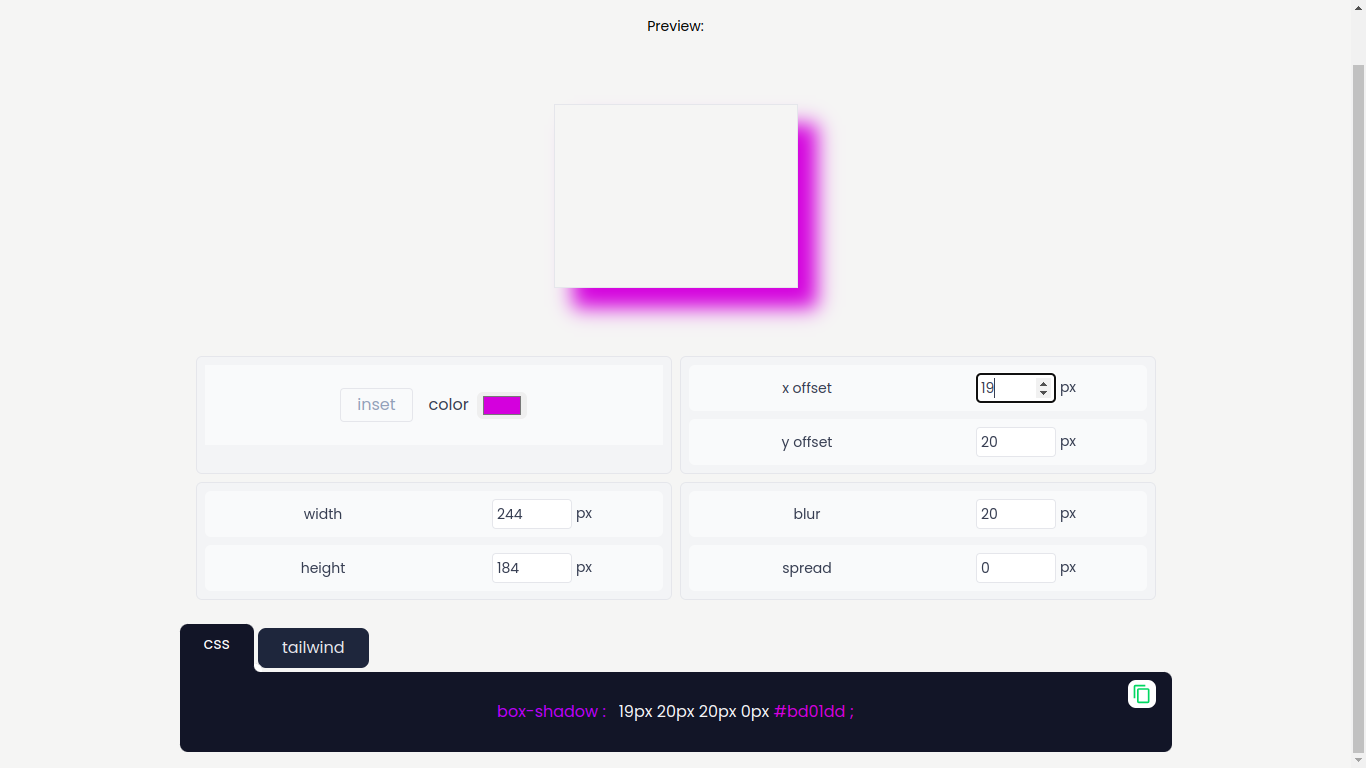 Preview:
inset color
x offset 19 px
y offset 20 px
width 244 px
height 184 px
blur 20 px
spread 0 px
CSS tailwind
box-shadow : 19px 20px 20px 0px #bd01dd ;